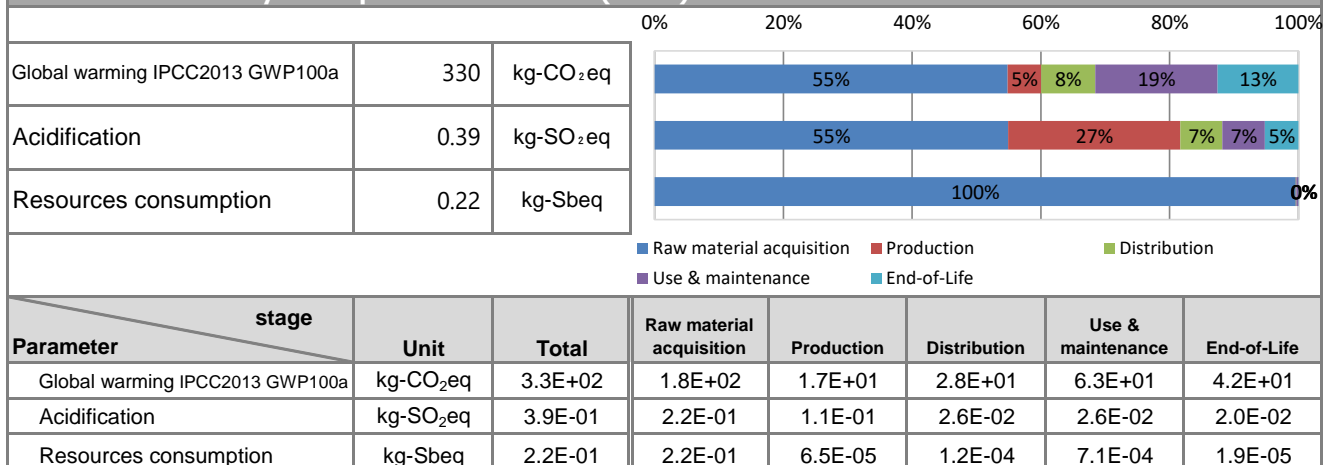 0% 20% 40% 60% 80% 100%
Global warming IPCC2013 GWP100a 330 kg-CO₂eq 55% 5% 8% 19% 13%
Acidification 0.39 kg-SO₂eq 55% 27% 7% 7% 5%
Resources consumption 0.22 kg-Sbeq 100% 0%
Raw material acquisition Production Distribution
Use & maintenance End-of-Life
stage
Parameter Unit Total Raw material acquisition Production Distribution Use & maintenance End-of-Life
Global warming IPCC2013 GWP100a kg-CO₂eq 3.3E+02 1.8E+02 1.7E+01 2.8E+01 6.3E+01 4.2E+01
Acidification kg-SO₂eq 3.9E-01 2.2E-01 1.1E-01 2.6E-02 2.6E-02 2.0E-02
Resources consumption kg-Sbeq 2.2E-01 2.2E-01 6.5E-05 1.2E-04 7.1E-04 1.9E-05